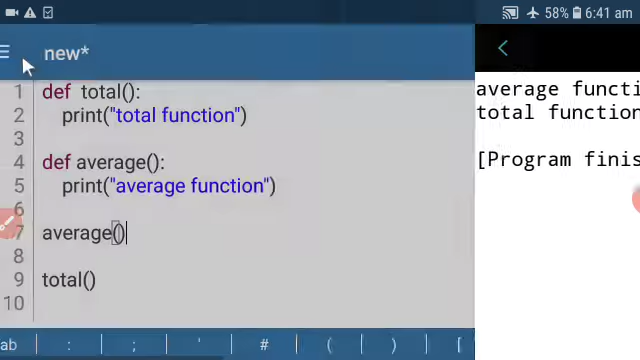 58% 6:41 am
new*
1 def total():
2 print("total function")
3
4 def average():
5 print("average function")
6
7 average()
8
9 total()
10
ab : ; ' # ( ) [
average functi
total function
[Program finis